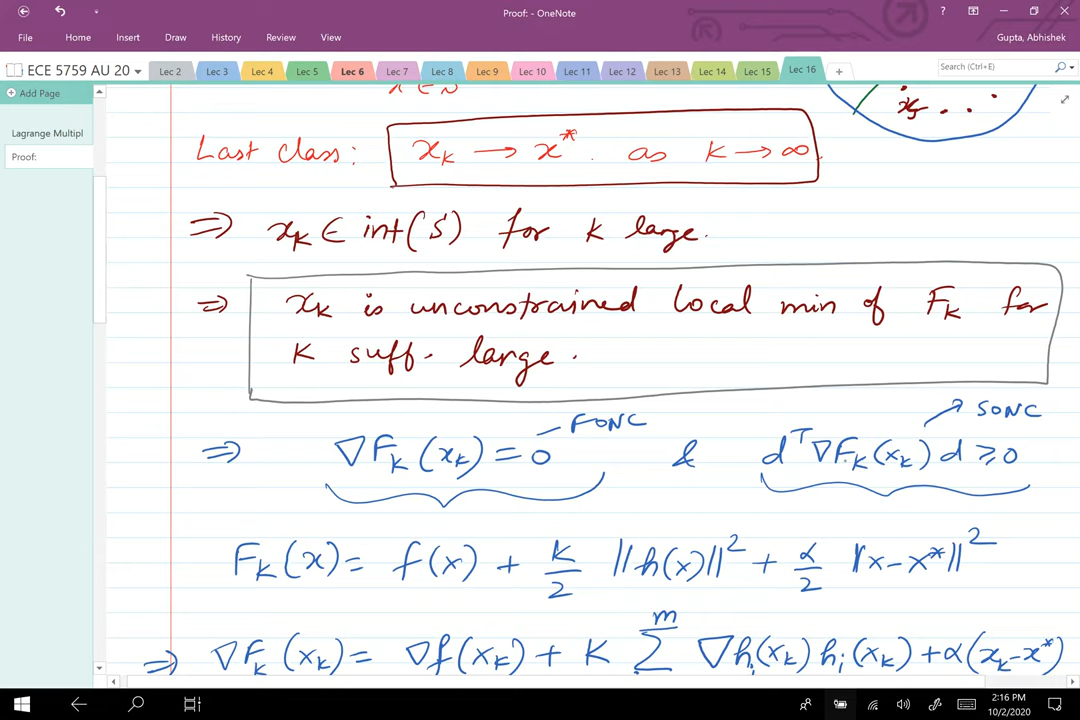 Proof: - OneNote
Gupta, Abhishek
File Home Insert Draw History Review View
ECE 5759 AU 20
Lec 2 Lec 3 Lec 4 Lec 5 Lec 6 Lec 7 Lec 8 Lec 9 Lec 10 Lec 11 Lec 12 Lec 13 Lec 14 Lec 15 Lec 16
Search (Ctrl+E)
Add Page
Lagrange Multipl
Proof:
Last class: x_k → x* . as k → ∞
⇒ x_k ∈ int(S) for k large.
⇒ x_k is unconstrained local min of F_k for
k suff. large.
⇒ ∇F_k(x_k) = 0 – FONC & d^T ∇F_k(x_k) d ≥ 0 ↗ SONC
F_k(x) = f(x) + k/2 ||h(x)||² + α/2 ||x - x*||²
⇒ ∇F_k(x_k) = ∇f(x_k) + k Σ^m ∇h_i(x_k) h_i(x_k) + α(x_k - x*)
2:16 PM
10/2/2020